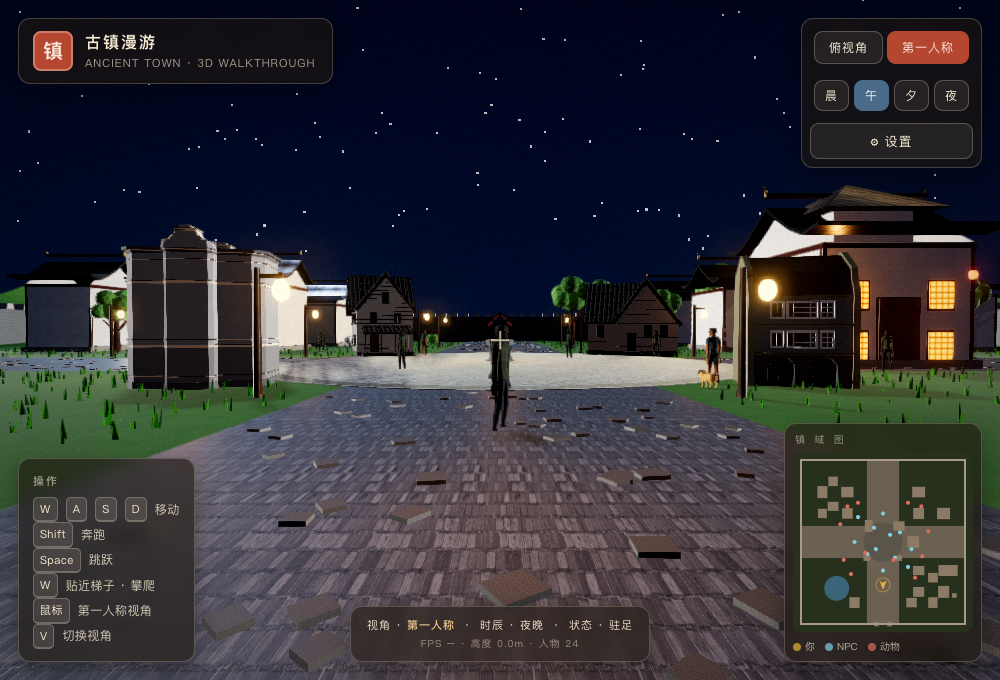 镇
古镇漫游
ANCIENT TOWN · 3D WALKTHROUGH
俯视角 第一人称
晨 午 夕 夜
⚙ 设置
操作
W A S D 移动
Shift 奔跑
Space 跳跃
W 贴近梯子 · 攀爬
鼠标 第一人称视角
V 切换视角
视角 · 第一人称 · 时辰 · 夜晚 · 状态 · 驻足
FPS — · 高度 0.0m · 人物 24
镇 域 图
你 NPC 动物